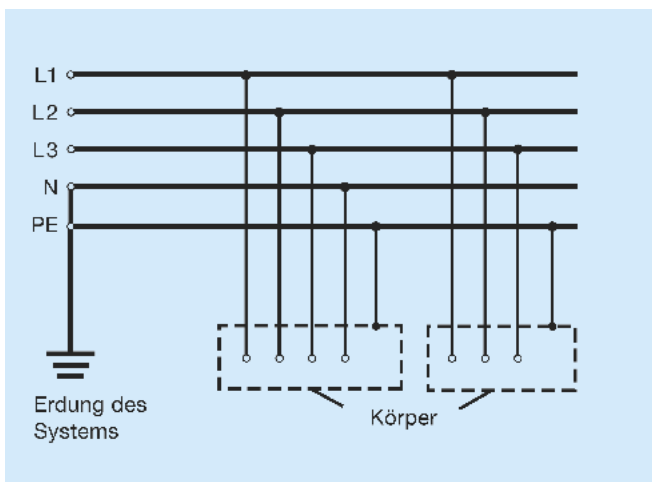 L1
L2
L3
N
PE
Erdung des
Systems
Körper